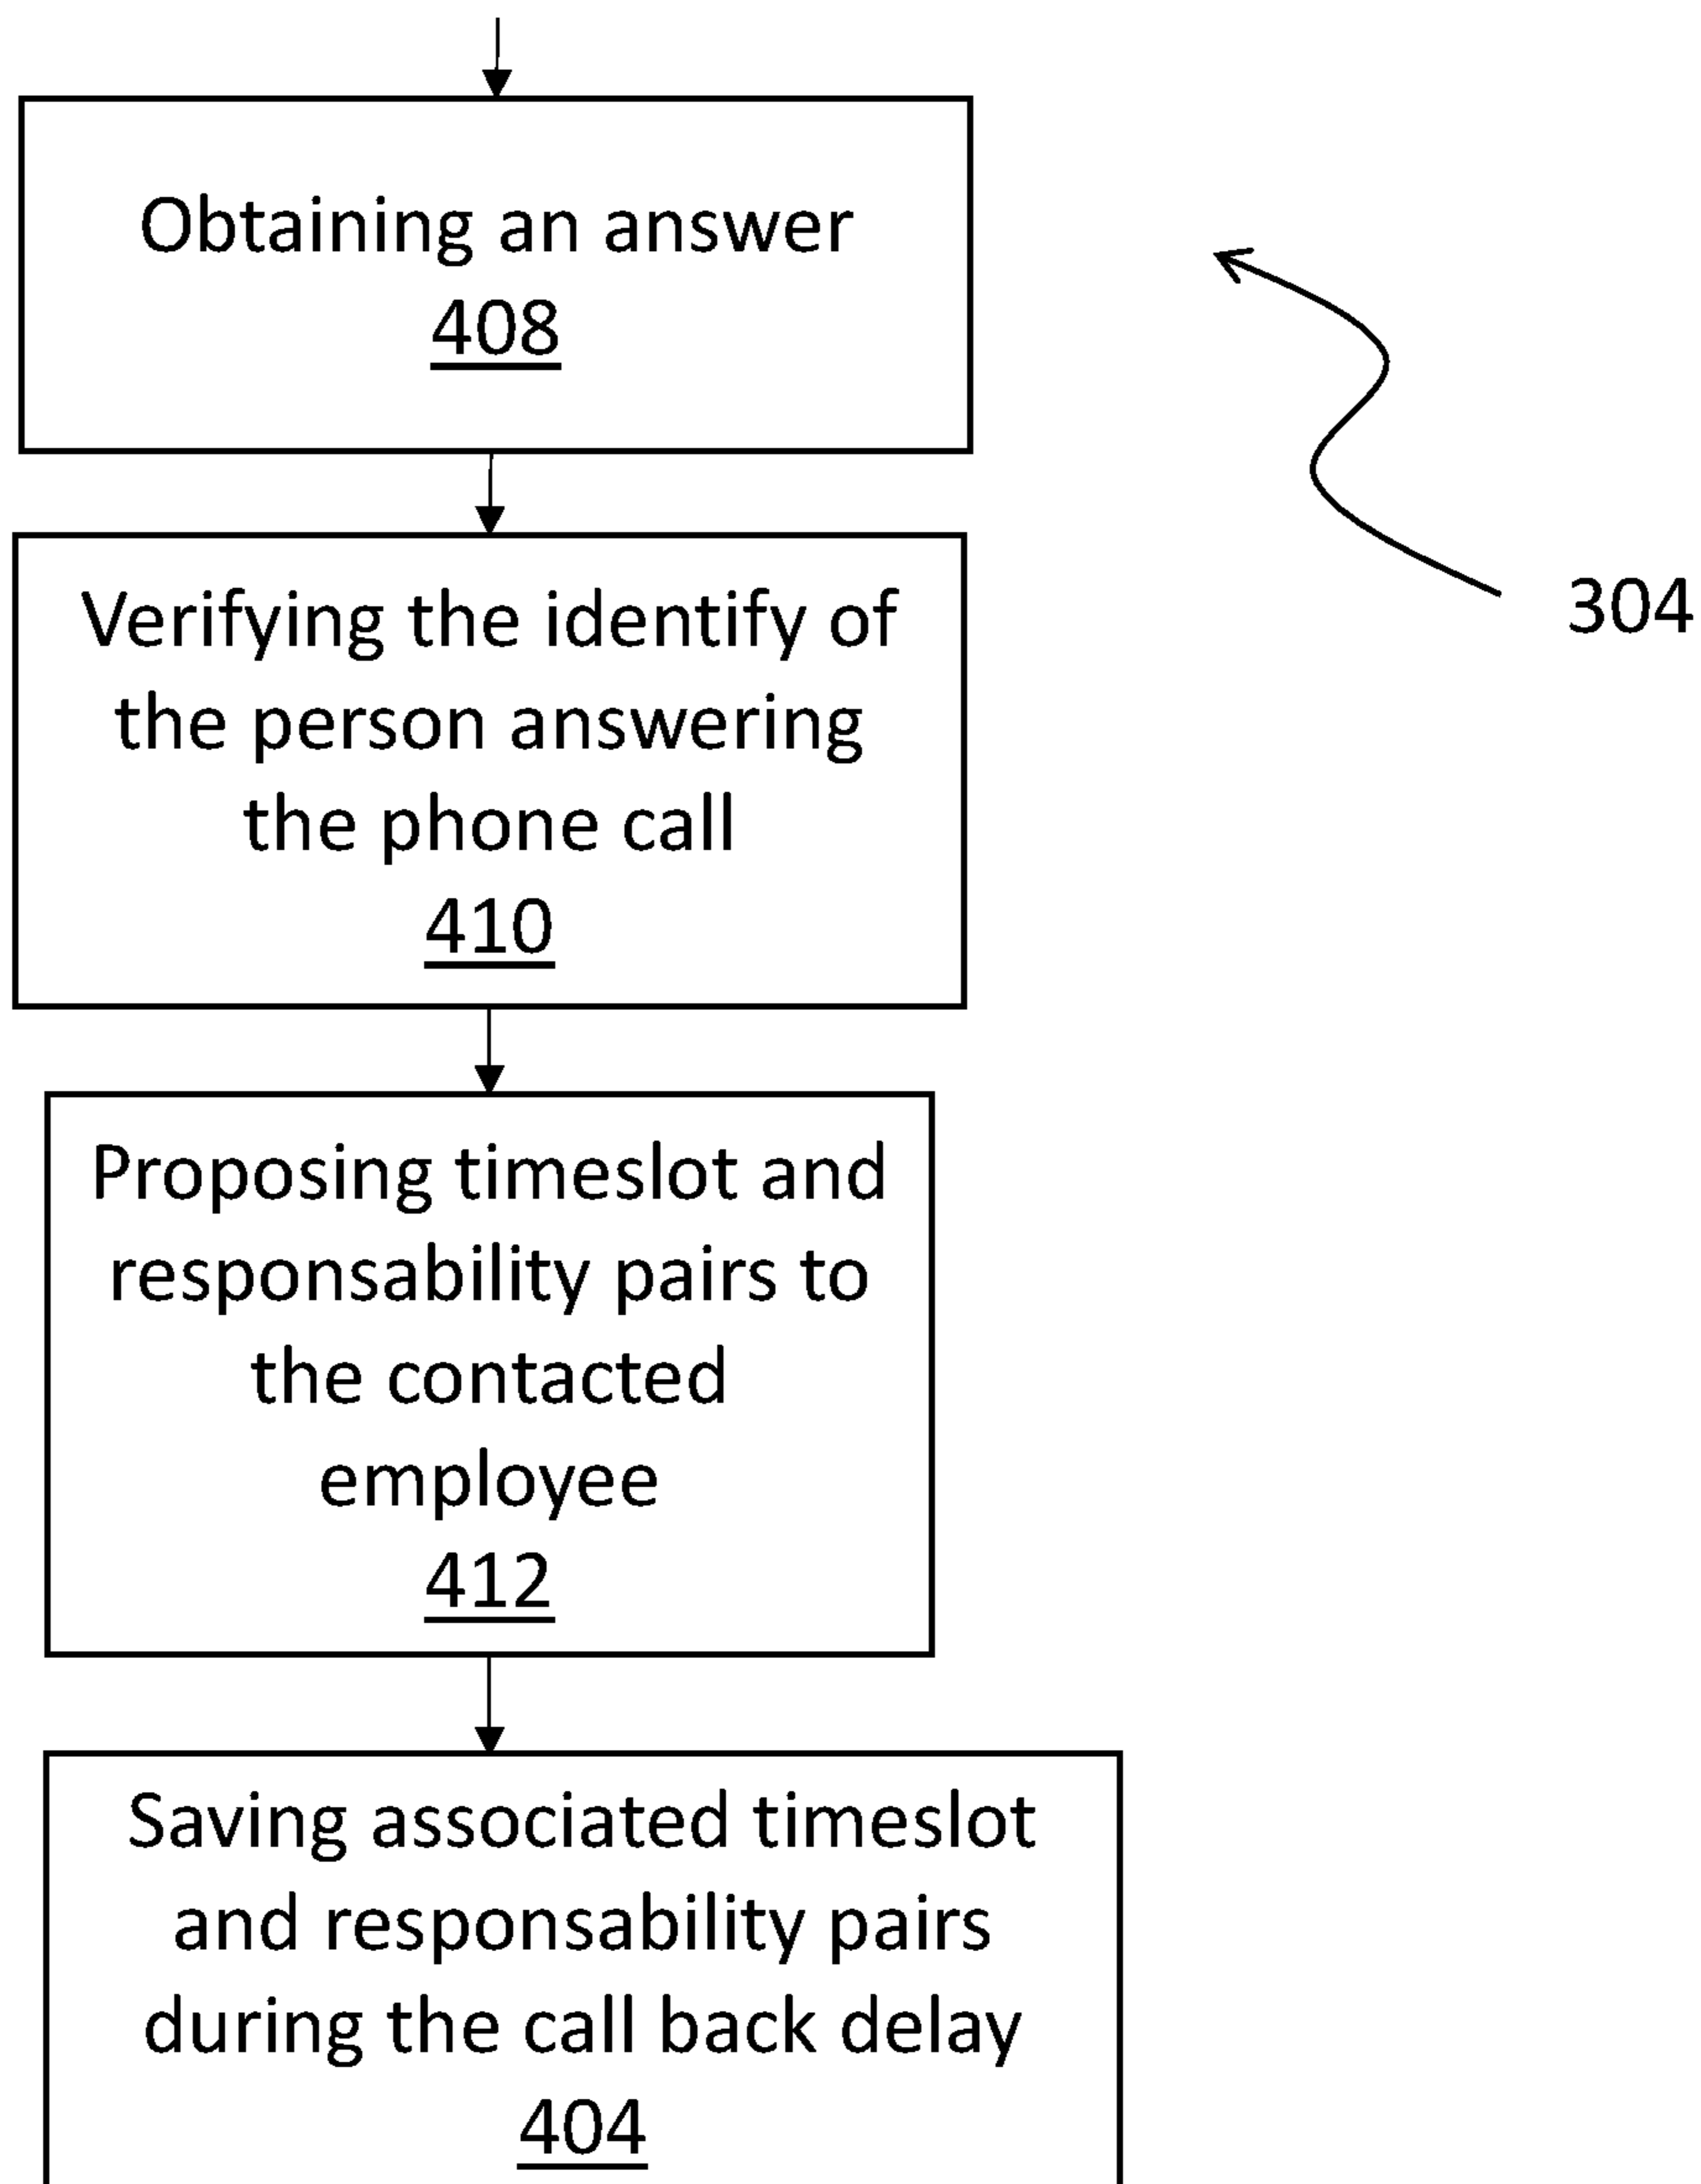 Obtaining an answer
408
304
Verifying the identify of
the person answering
the phone call
410
Proposing timeslot and
responsability pairs to
the contacted
employee
412
Saving associated timeslot
and responsability pairs
during the call back delay
404